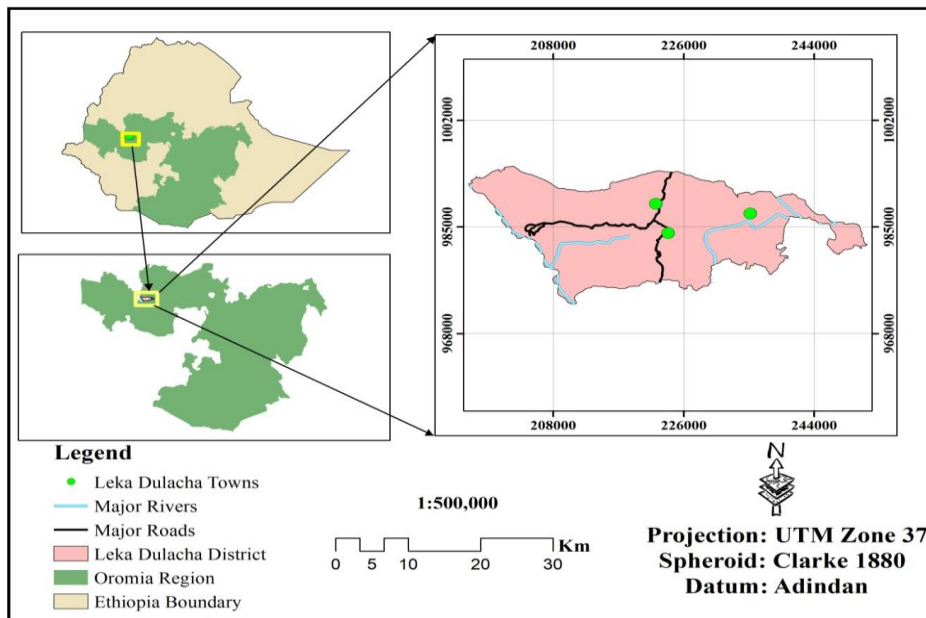 208000 226000 244000
1002000
1002000
985000
985000
968000
968000
208000 226000 244000
Legend
Leka Dulacha Towns
Major Rivers
Major Roads
Leka Dulacha District
Oromia Region
Ethiopia Boundary
1:500,000
Km
0 5 10 20 30
N
Projection: UTM Zone 37
Spheroid: Clarke 1880
Datum: Adindan